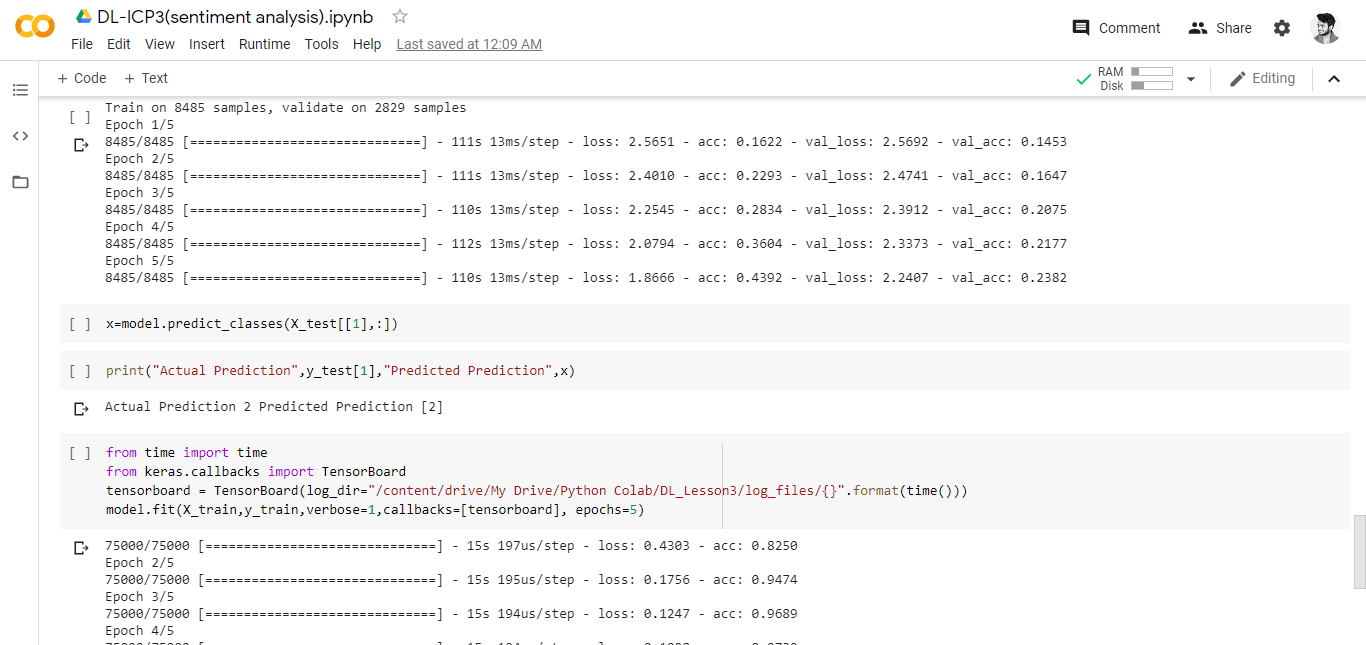 DL-ICP3(sentiment analysis).ipynb
File Edit View Insert Runtime Tools Help Last saved at 12:09 AM
Comment Share
+ Code + Text
RAM
Disk
Editing
Train on 8485 samples, validate on 2829 samples
[ ]
Epoch 1/5
8485/8485 [==============================] - 111s 13ms/step - loss: 2.5651 - acc: 0.1622 - val_loss: 2.5692 - val_acc: 0.1453
Epoch 2/5
8485/8485 [==============================] - 111s 13ms/step - loss: 2.4010 - acc: 0.2293 - val_loss: 2.4741 - val_acc: 0.1647
Epoch 3/5
8485/8485 [==============================] - 110s 13ms/step - loss: 2.2545 - acc: 0.2834 - val_loss: 2.3912 - val_acc: 0.2075
Epoch 4/5
8485/8485 [==============================] - 112s 13ms/step - loss: 2.0794 - acc: 0.3604 - val_loss: 2.3373 - val_acc: 0.2177
Epoch 5/5
8485/8485 [==============================] - 110s 13ms/step - loss: 1.8666 - acc: 0.4392 - val_loss: 2.2407 - val_acc: 0.2382
[ ] x=model.predict_classes(X_test[[1],:])
[ ] print("Actual Prediction",y_test[1],"Predicted Prediction",x)
Actual Prediction 2 Predicted Prediction [2]
[ ] from time import time
from keras.callbacks import TensorBoard
tensorboard = TensorBoard(log_dir="/content/drive/My Drive/Python Colab/DL_Lesson3/log_files/{}".format(time()))
model.fit(X_train,y_train,verbose=1,callbacks=[tensorboard], epochs=5)
75000/75000 [==============================] - 15s 197us/step - loss: 0.4303 - acc: 0.8250
Epoch 2/5
75000/75000 [==============================] - 15s 195us/step - loss: 0.1756 - acc: 0.9474
Epoch 3/5
75000/75000 [==============================] - 15s 194us/step - loss: 0.1247 - acc: 0.9689
Epoch 4/5